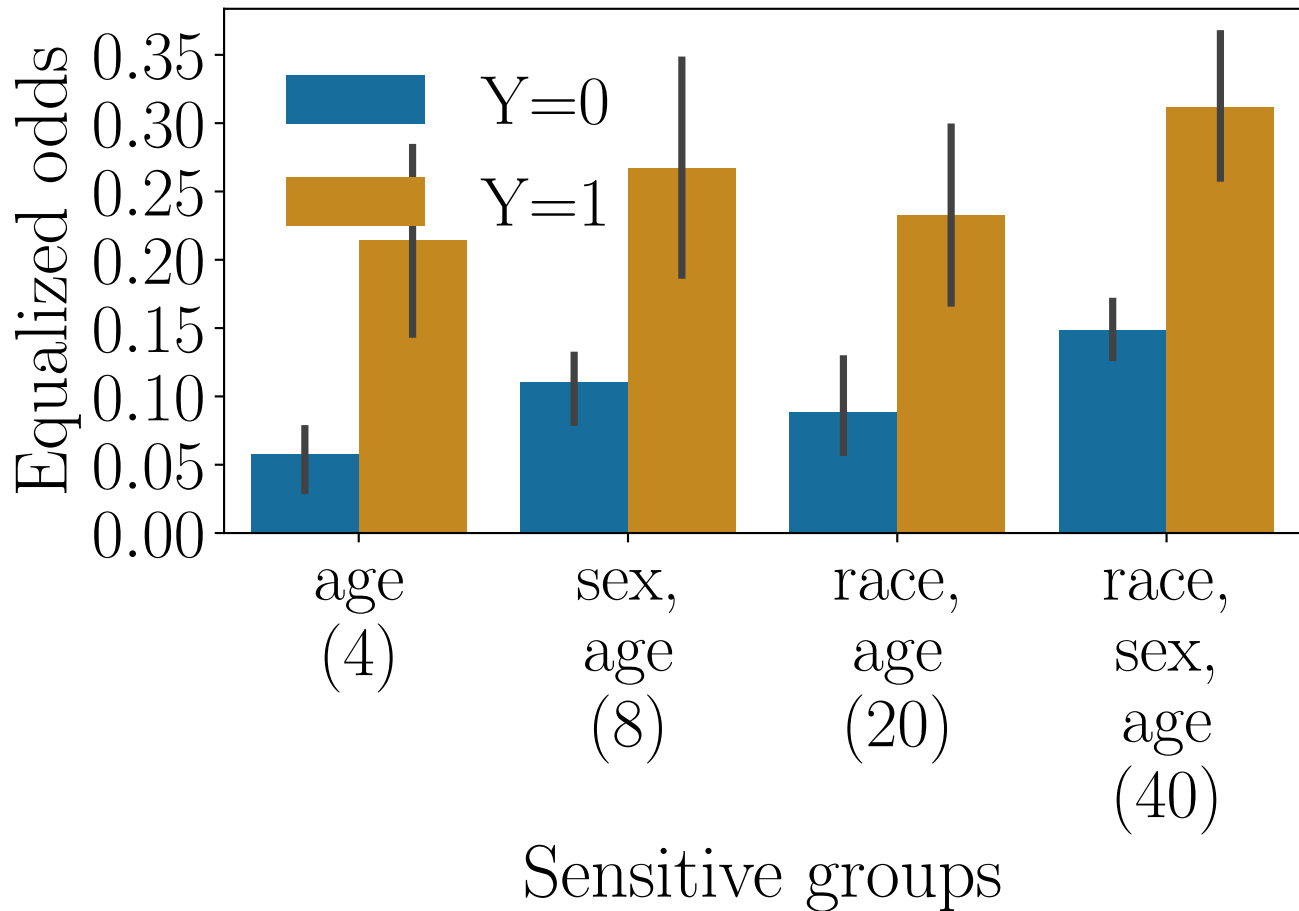 Equalized odds
0.35
0.30
0.25
0.20
0.15
0.10
0.05
0.00
Y=0
Y=1
age
(4)
sex,
age
(8)
race,
age
(20)
race,
sex,
age
(40)
Sensitive groups